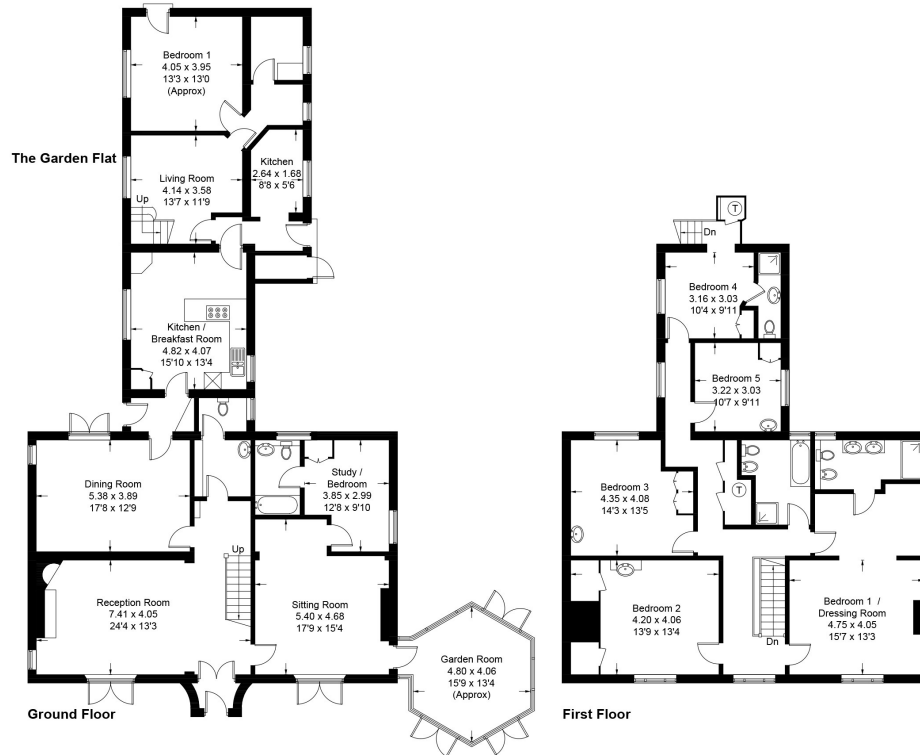 Bedroom 1
4.05 x 3.95
13'3 x 13'0
(Approx)
The Garden Flat
Kitchen
2.64 x 1.68
8'8 x 5'6
Living Room
4.14 x 3.58
13'7 x 11'9
Up
Kitchen /
Breakfast Room
4.82 x 4.07
15'10 x 13'4
Dining Room
5.38 x 3.89
17'8 x 12'9
Study /
Bedroom
3.85 x 2.99
12'8 x 9'10
Up
Reception Room
7.41 x 4.05
24'4 x 13'3
Sitting Room
5.40 x 4.68
17'9 x 15'4
Garden Room
4.80 x 4.06
15'9 x 13'4
(Approx)
Ground Floor
T
Dn
Bedroom 4
3.16 x 3.03
10'4 x 9'11
Bedroom 5
3.22 x 3.03
10'7 x 9'11
Bedroom 3
4.35 x 4.08
14'3 x 13'5
T
Bedroom 2
4.20 x 4.06
13'9 x 13'4
Dn
Bedroom 1 /
Dressing Room
4.75 x 4.05
15'7 x 13'3
First Floor